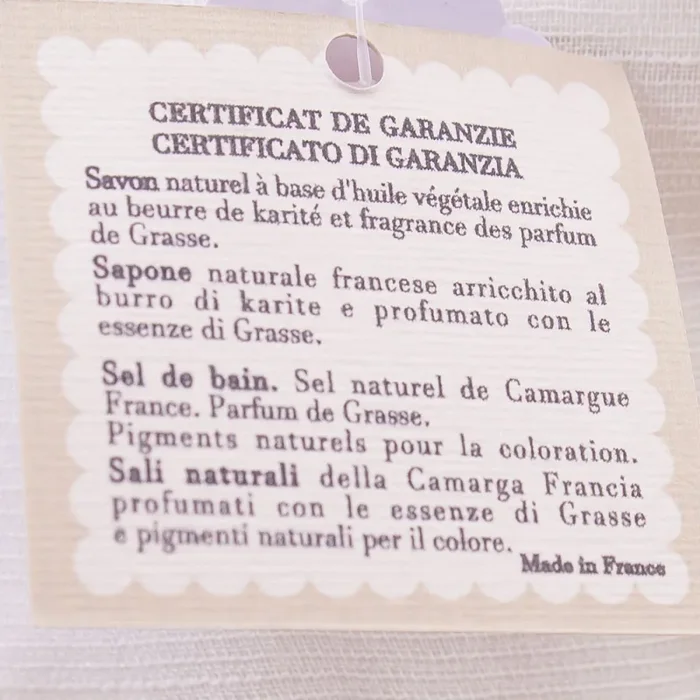 CERTIFICAT DE GARANZIE
CERTIFICATO DI GARANZIA
Savon naturel à base d'huile végétale enrichie
au beurre de karité et fragrance des parfum
de Grasse.
Sapone naturale francese arricchito al
burro di karite e profumato con le
essenze di Grasse.
Sel de bain. Sel naturel de Camargue
France. Parfum de Grasse.
Pigments naturels pour la coloration.
Sali naturali della Camarga Francia
profumati con le essenze di Grasse
e pigmenti naturali per il colore.
Made in France